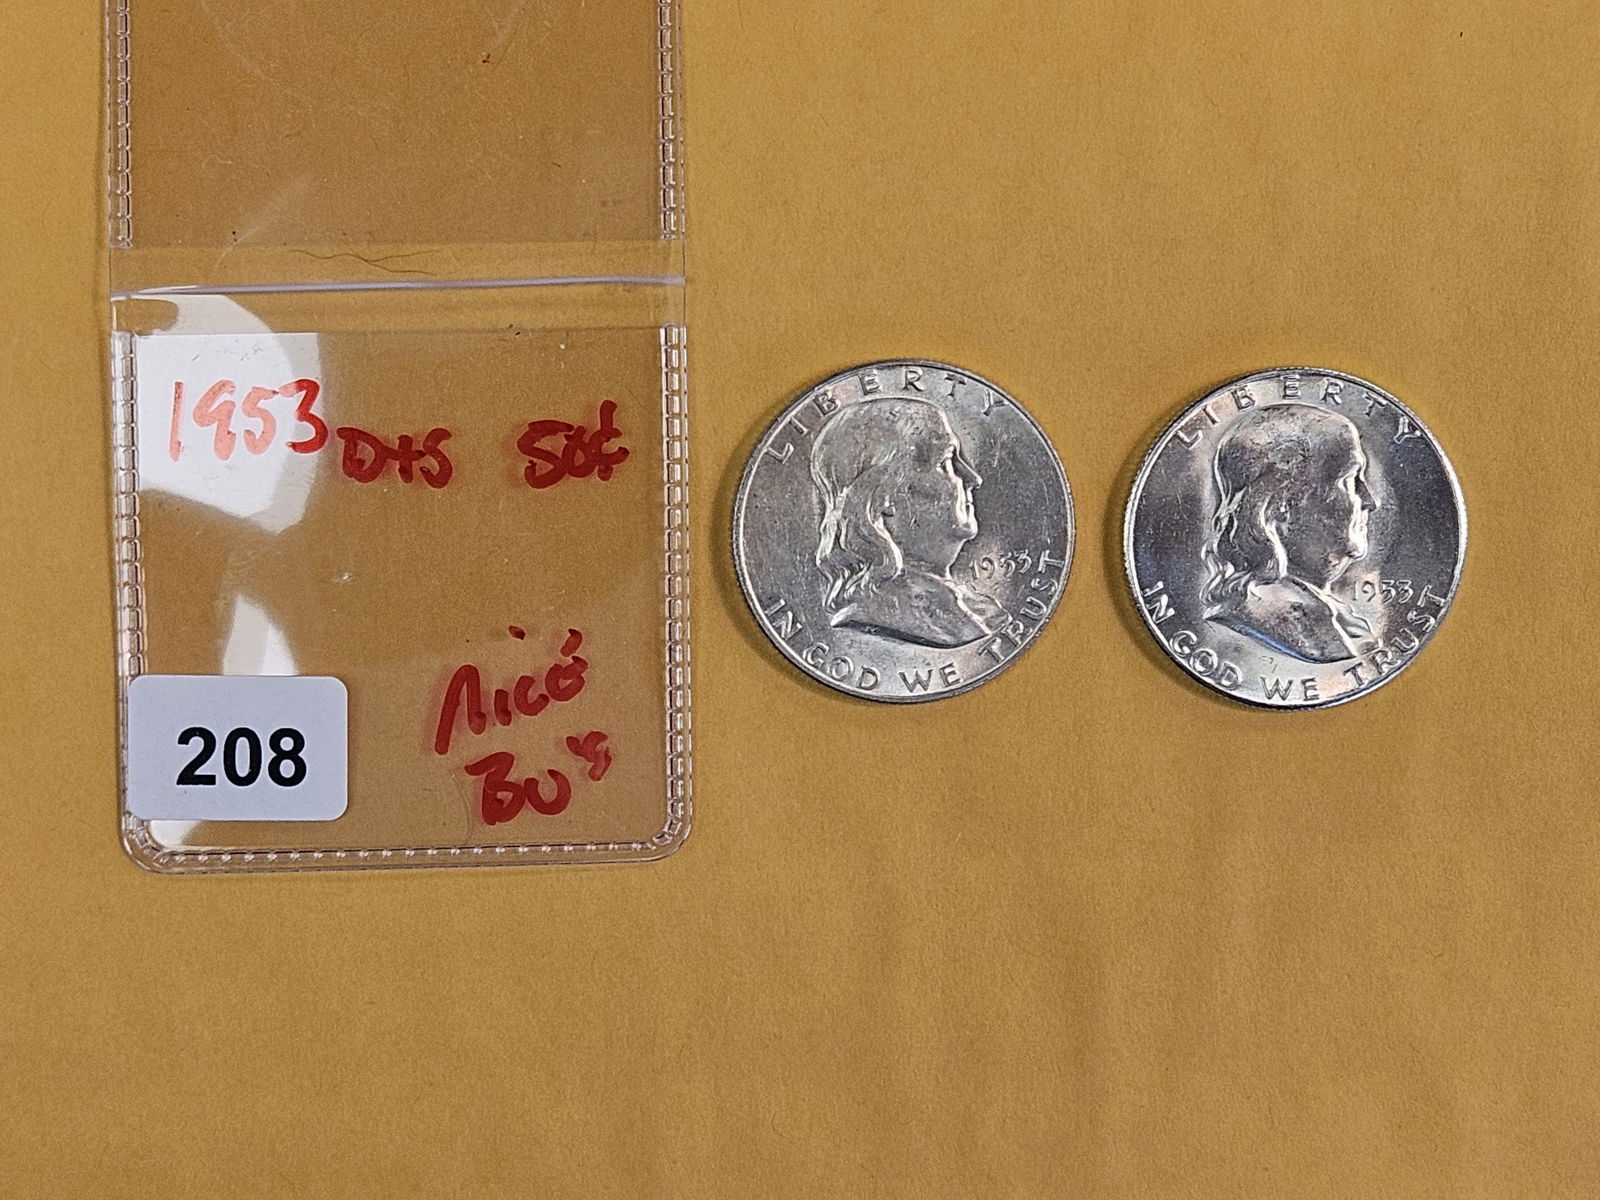 1953 D+S 50¢
Nice
BU's
208
LIBERTY
1953
IN GOD WE TRUST
LIBERTY
1953
IN GOD WE TRUST